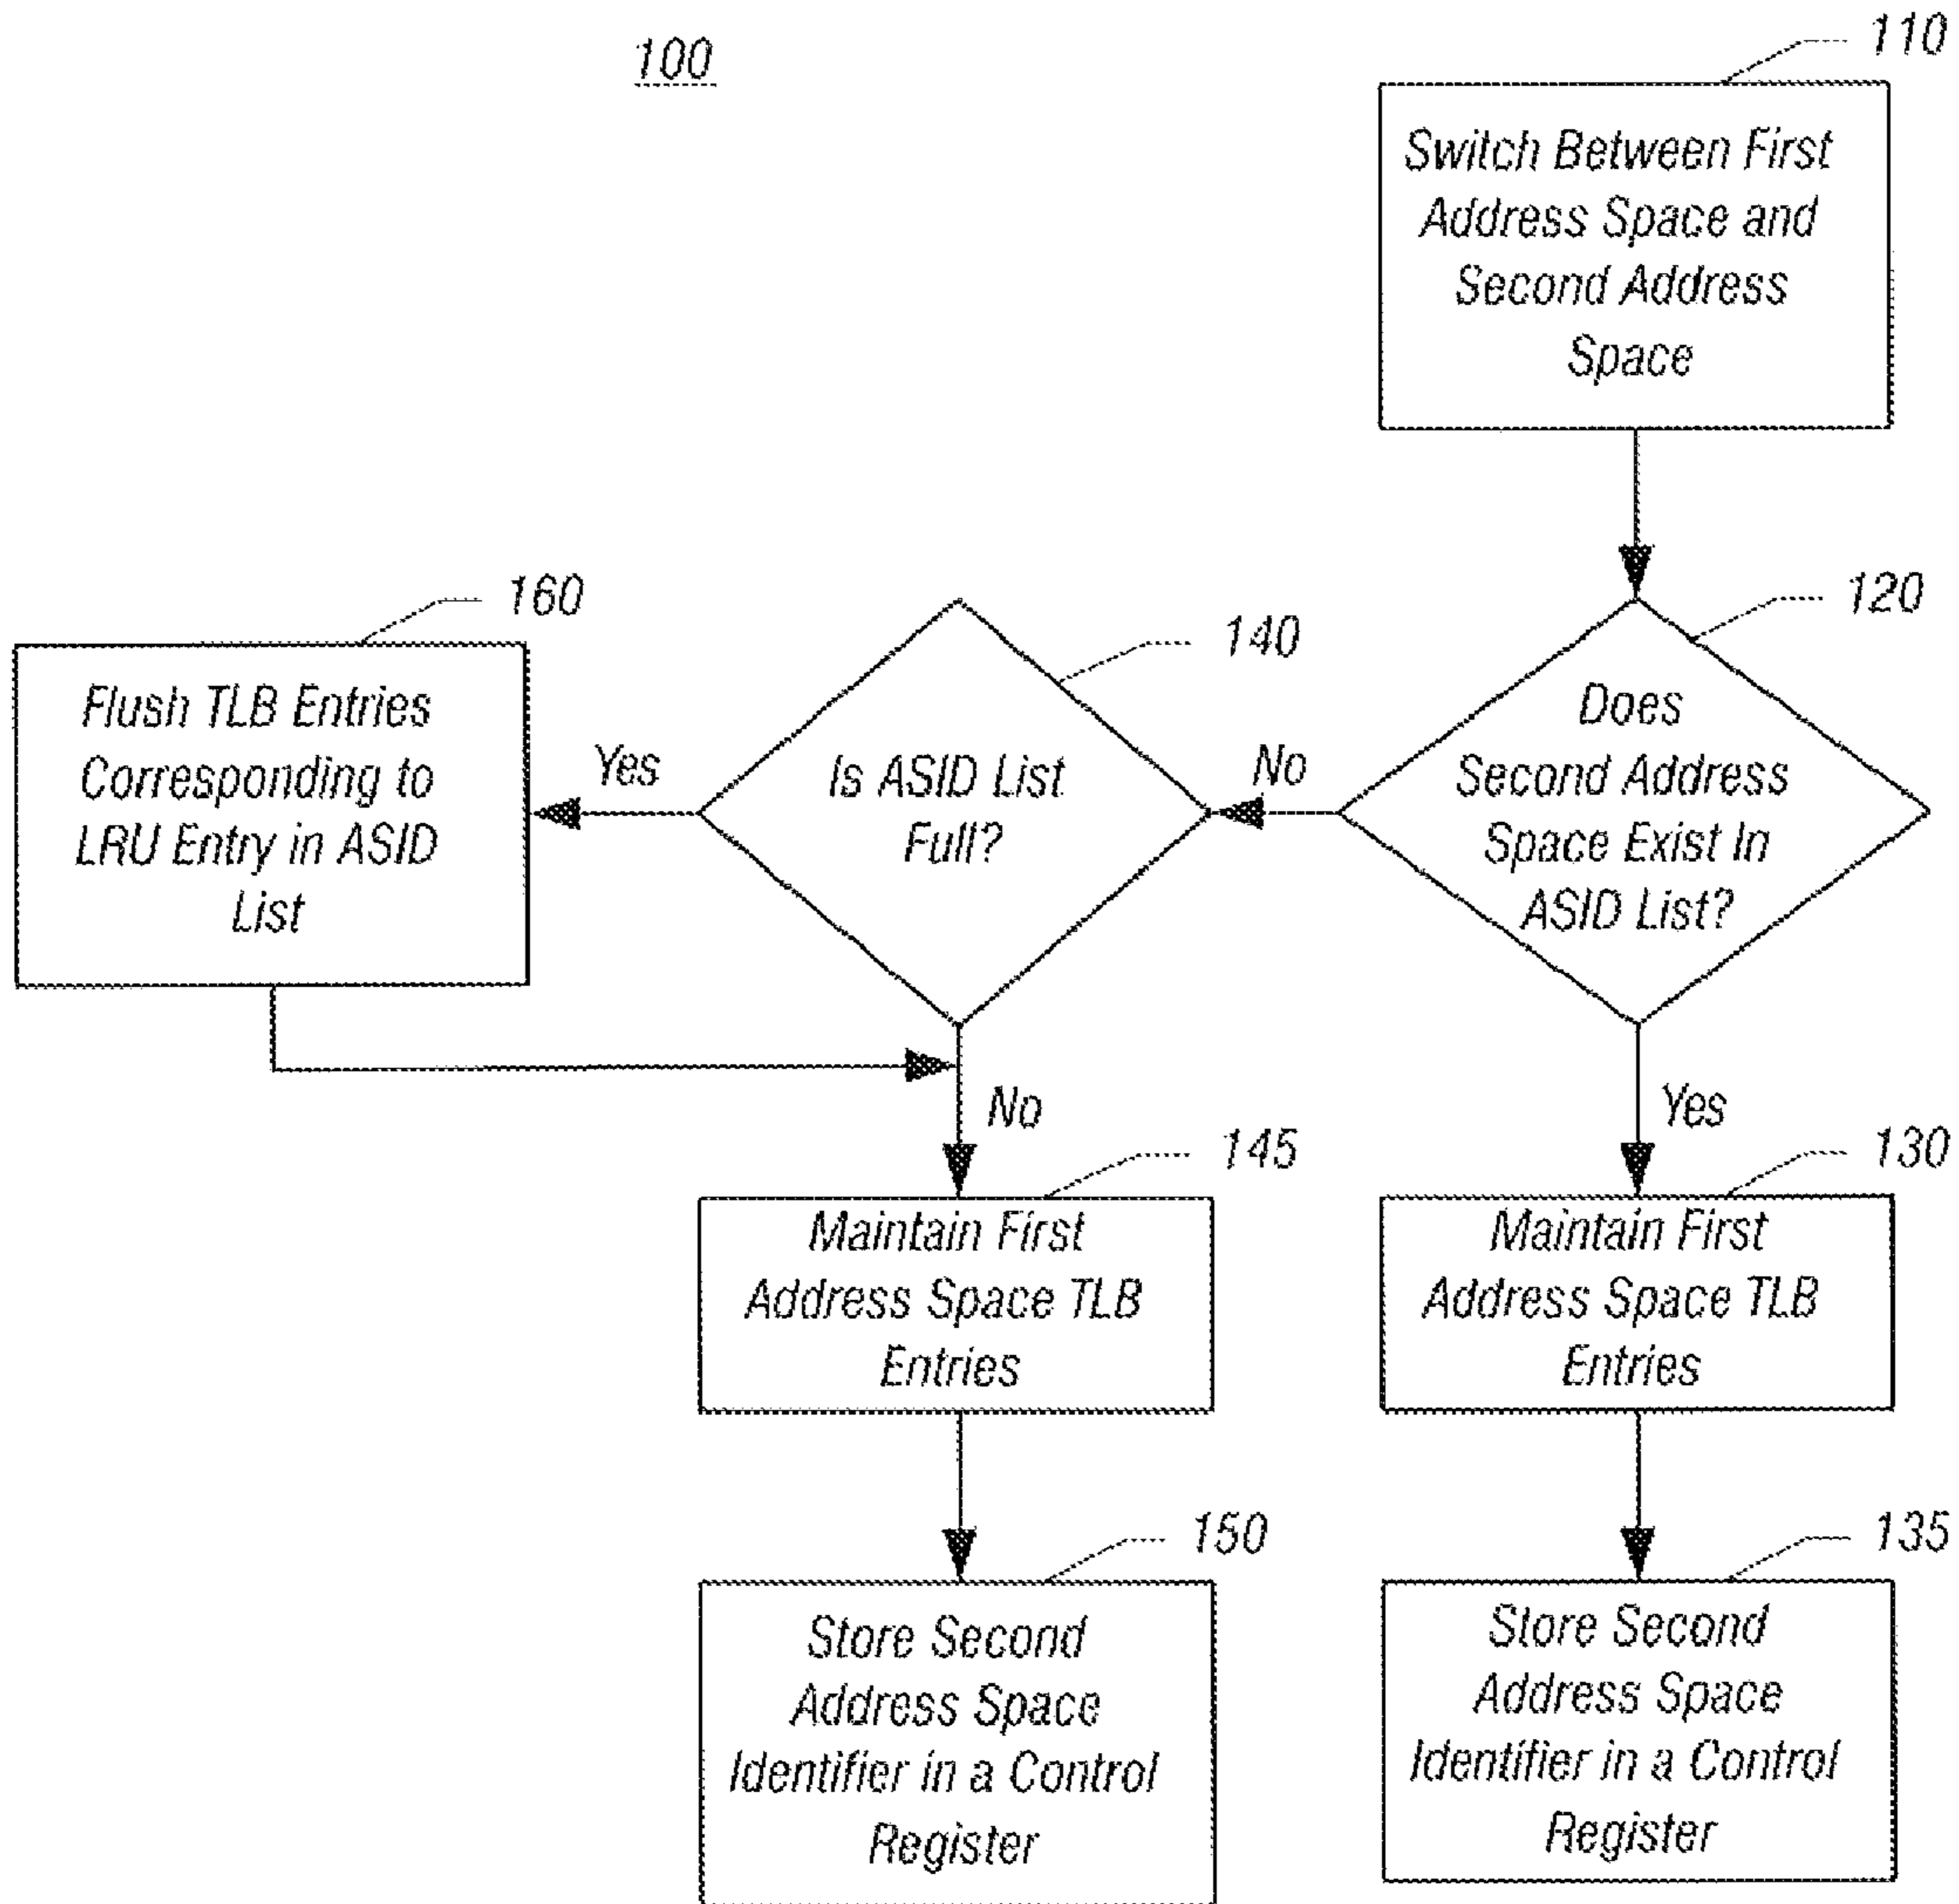 100
110
Switch Between First
Address Space and
Second Address
Space
120
Does
Second Address
Space Exist In
ASID List?
No
140
Is ASID List
Full?
Yes
160
Flush TLB Entries
Corresponding to
LRU Entry in ASID
List
No
Yes
145
Maintain First
Address Space TLB
Entries
130
Maintain First
Address Space TLB
Entries
150
Store Second
Address Space
Identifier in a Control
Register
135
Store Second
Address Space
Identifier in a Control
Register